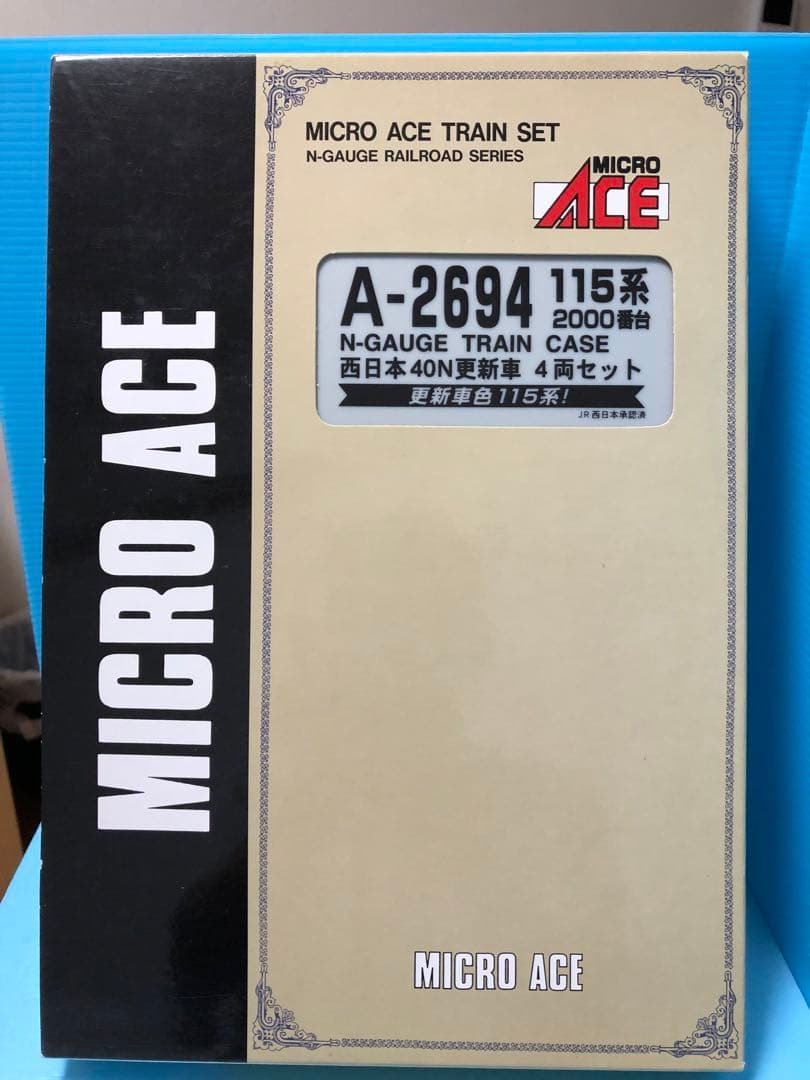 MICRO ACE
MICRO ACE TRAIN SET
N-GAUGE RAILROAD SERIES
MICRO
ACE
A-2694 115系
2000番台
N-GAUGE TRAIN CASE
西日本40N更新車 4両セット
更新車色115系!
JR西日本承認済
MICRO ACE